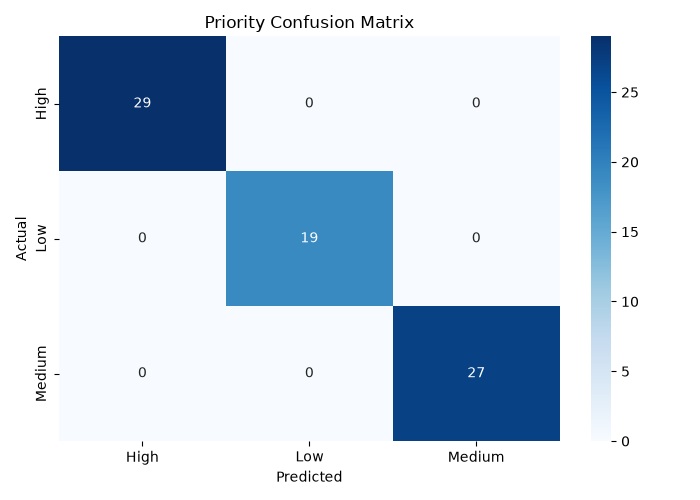 Priority Confusion Matrix
High 29 0 0
Actual
Low 0 19 0
Medium 0 0 27
High Low Medium
Predicted
25
20
15
10
5
0